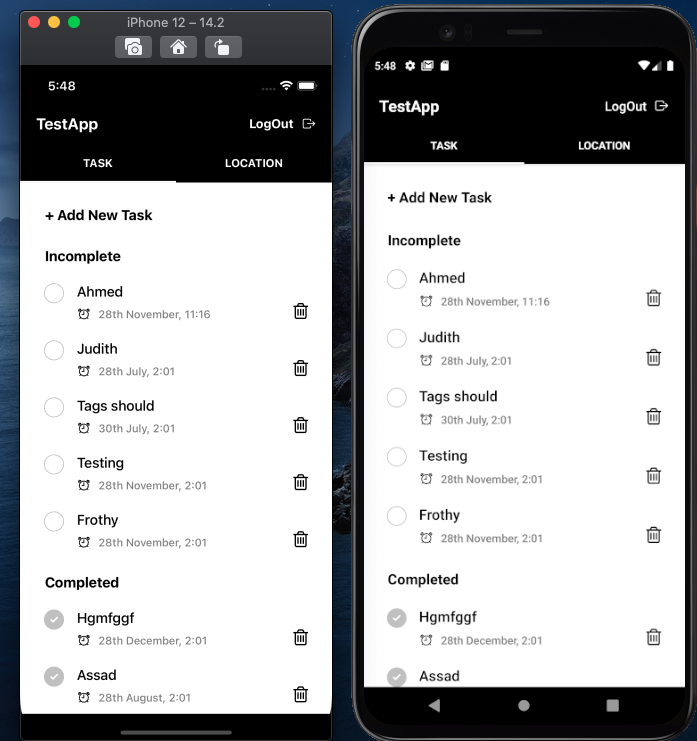 iPhone 12 – 14.2
5:48
TestApp
LogOut
TASK
LOCATION
+ Add New Task
Incomplete
Ahmed
28th November, 11:16
Judith
28th July, 2:01
Tags should
30th July, 2:01
Testing
28th November, 2:01
Frothy
28th November, 2:01
Completed
Hgmfggf
28th December, 2:01
Assad
28th August, 2:01
5:48
TestApp
LogOut
TASK
LOCATION
+ Add New Task
Incomplete
Ahmed
28th November, 11:16
Judith
28th July, 2:01
Tags should
30th July, 2:01
Testing
28th November, 2:01
Frothy
28th November, 2:01
Completed
Hgmfggf
28th December, 2:01
Assad